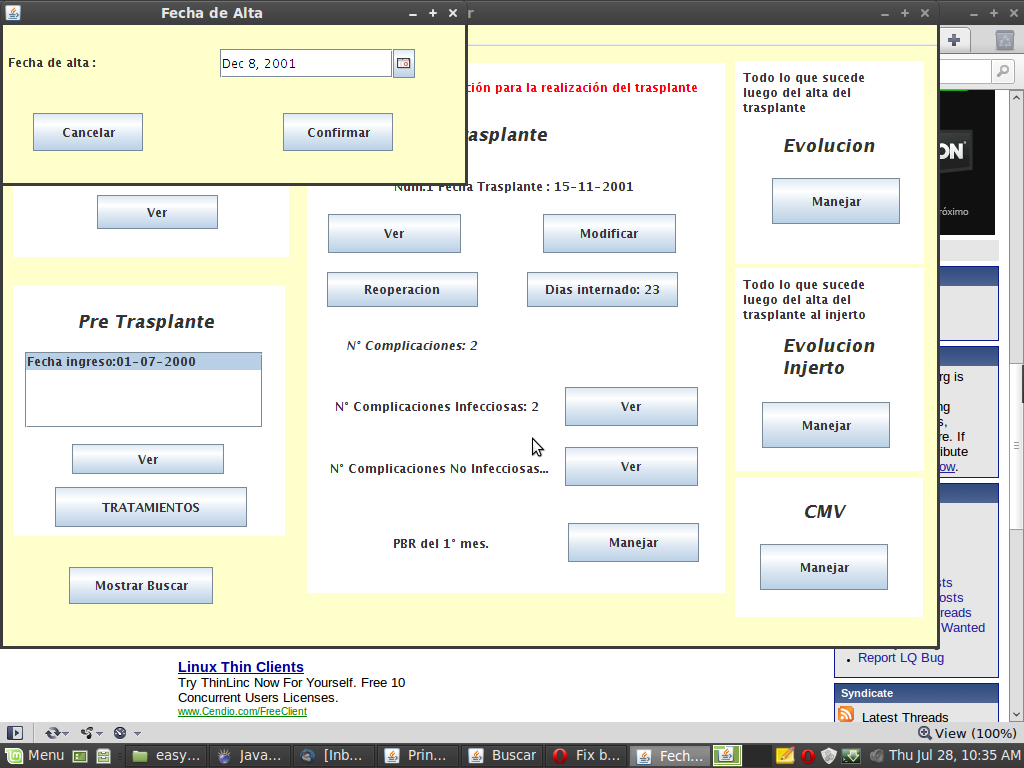 Fecha de Alta
Fecha de alta :
Dec 8, 2001
Cancelar
Confirmar
ción para la realización del trasplante
asplante
Num.1 Fecha Trasplante : 15-11-2001
Ver
Ver
Modificar
Reoperacion
Dias internado: 23
N° Complicaciones: 2
N° Complicaciones Infecciosas: 2
Ver
N° Complicaciones No Infecciosas...
Ver
PBR del 1° mes.
Manejar
Pre Trasplante
Fecha ingreso:01-07-2000
Ver
TRATAMIENTOS
Mostrar Buscar
Todo lo que sucede
luego del alta del
trasplante
Evolucion
Manejar
Todo lo que sucede
luego del alta del
trasplante al injerto
Evolucion
Injerto
Manejar
CMV
Manejar
ON
róximo
rg is
ng
s,
re. If
ribute
ow.
sts
osts
reads
Wanted
Report LQ Bug
Syndicate
Latest Threads
Linux Thin Clients
Try ThinLinc Now For Yourself. Free 10
Concurrent Users Licenses.
www.Cendio.com/FreeClient
View (100%)
Menu
easy...
Java...
[Inb...
Prin...
Buscar
Fix b...
Fech...
Thu Jul 28, 10:35 AM